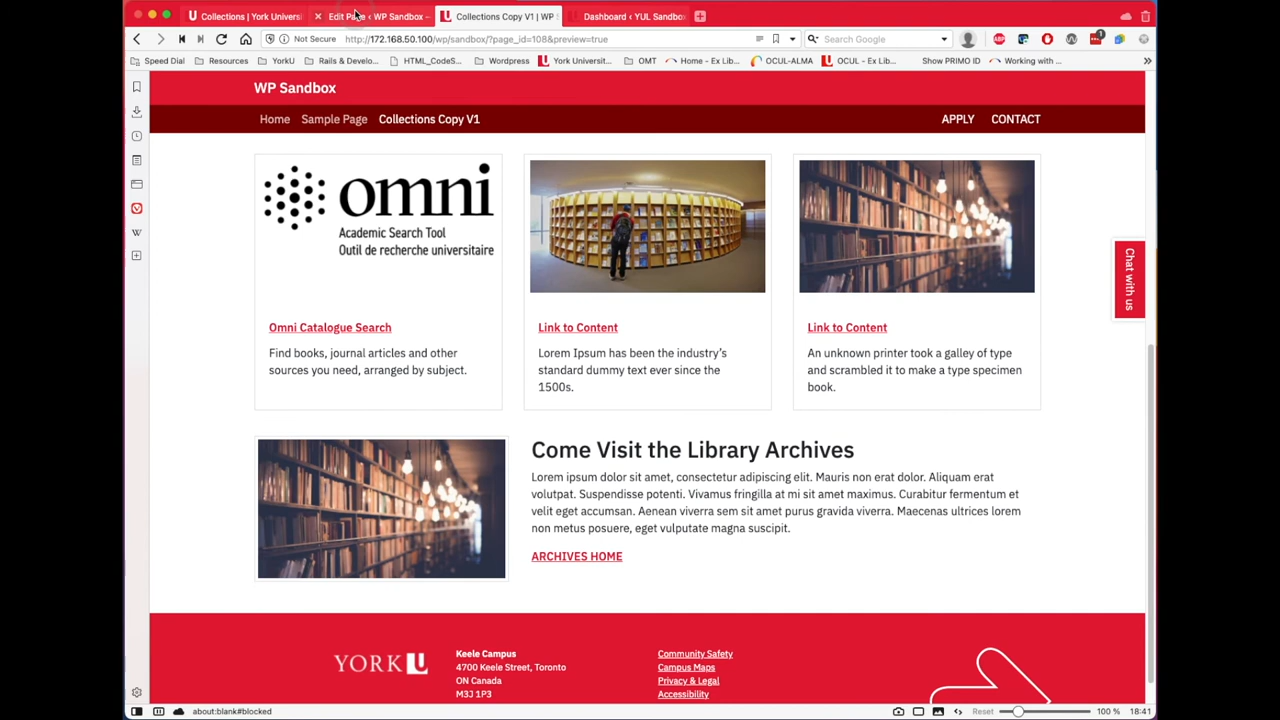 Collections | York Universi
Edit Page ‹ WP Sandbox –
Collections Copy V1 | WP S
Dashboard ‹ YUL Sandbox
Not Secure
http://172.168.50.100/wp/sandbox/?page_id=108&preview=true
Search Google
ABP
1
Speed Dial
Resources
YorkU
Rails & Develo...
HTML_CodeS...
Wordpress
York Universit...
OMT
Home - Ex Lib...
OCUL-ALMA
OCUL - Ex Lib...
Show PRIMO ID
Working with ...
WP Sandbox
Home
Sample Page
Collections Copy V1
APPLY
CONTACT
omni
Academic Search Tool
Outil de recherche universitaire
Omni Catalogue Search
Find books, journal articles and other
sources you need, arranged by subject.
Link to Content
Lorem Ipsum has been the industry’s
standard dummy text ever since the
1500s.
Link to Content
An unknown printer took a galley of type
and scrambled it to make a type specimen
book.
Chat with us
Come Visit the Library Archives
Lorem ipsum dolor sit amet, consectetur adipiscing elit. Mauris non erat dolor. Aliquam erat
volutpat. Suspendisse potenti. Vivamus fringilla at mi sit amet maximus. Curabitur fermentum et
velit eget accumsan. Aenean viverra sem sit amet purus gravida viverra. Maecenas ultrices lorem
non metus posuere, eget vulputate magna suscipit.
ARCHIVES HOME
YORK U
Keele Campus
4700 Keele Street, Toronto
ON Canada
M3J 1P3
Community Safety
Campus Maps
Privacy & Legal
Accessibility
about:blank#blocked
Reset
100 %
18:41